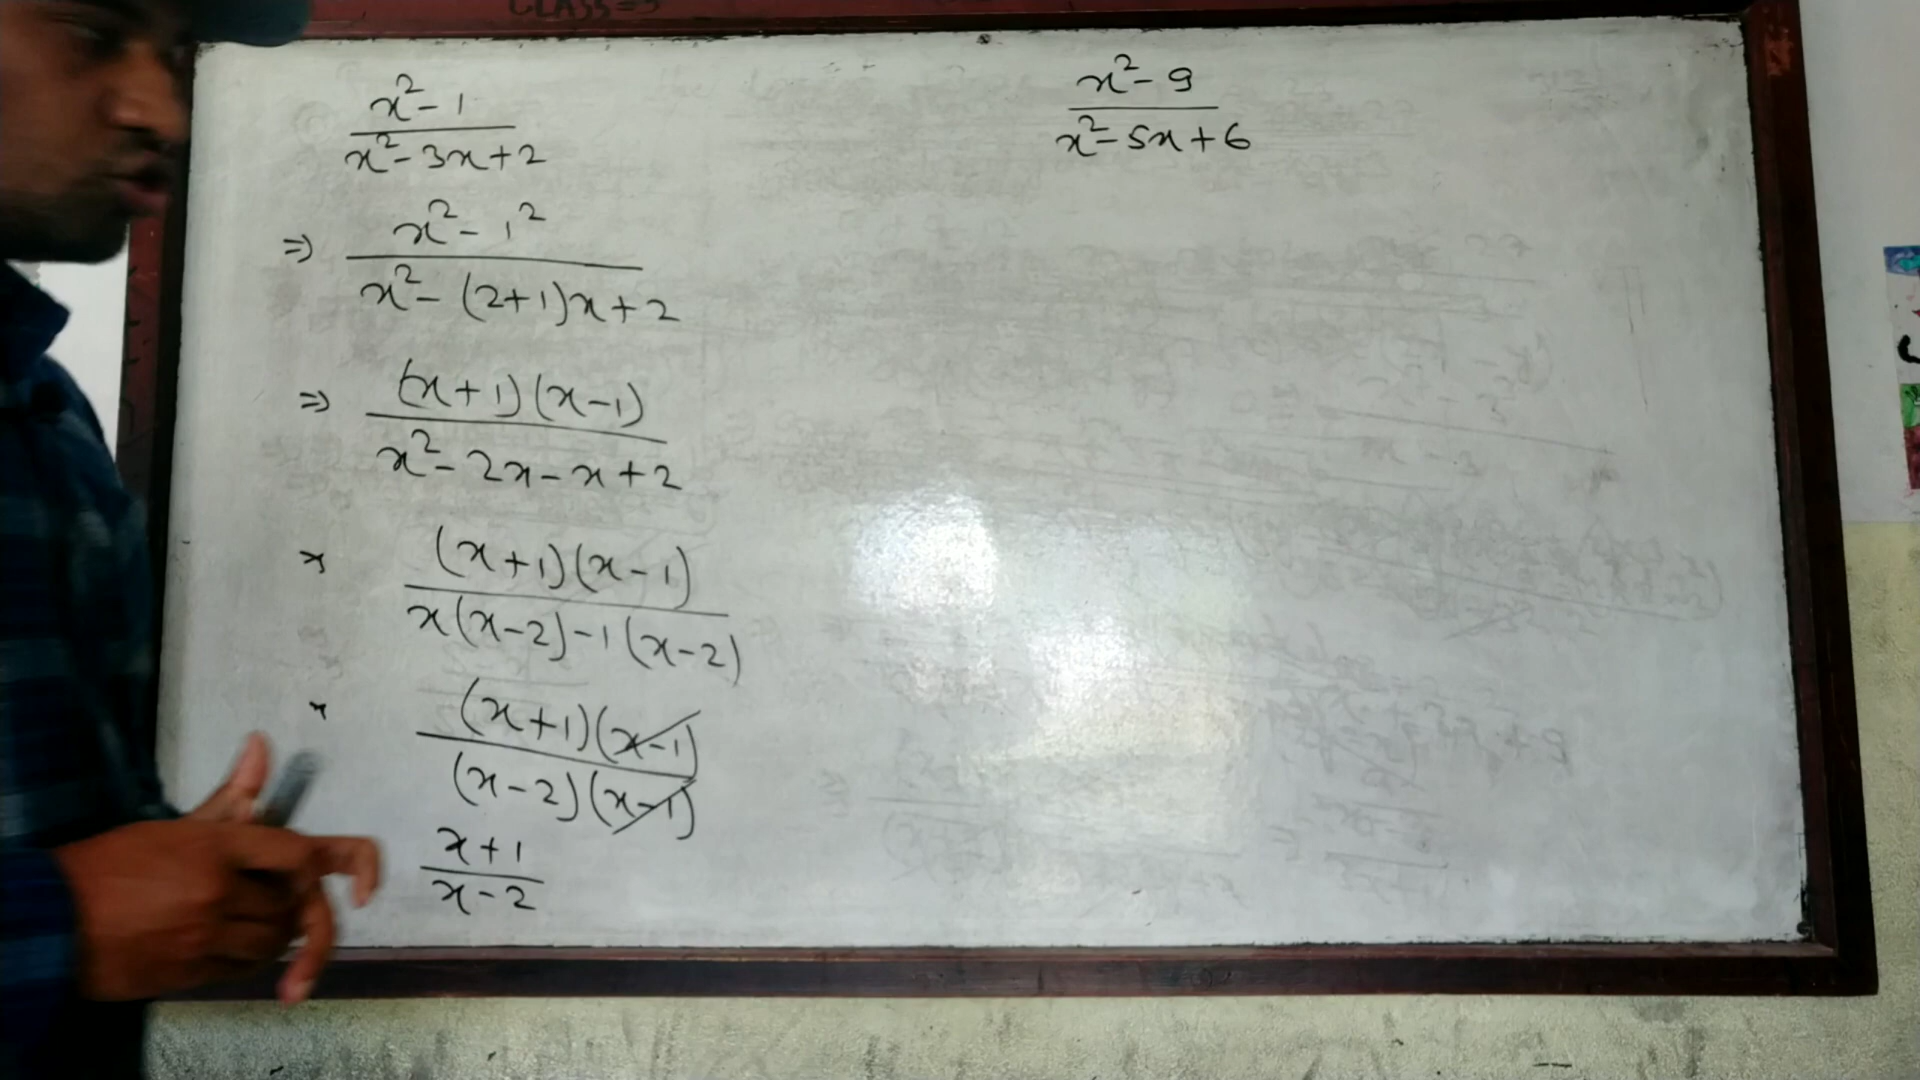 CLASS=
x² - 1 / x² - 3x + 2
⇒ x² - 1² / x² - (2+1)x + 2
⇒ (x+1)(x-1) / x² - 2x - x + 2
(x+1)(x-1) / x(x-2) - 1(x-2)
(x+1)(x-1) / (x-2)(x-1)
x+1 / x-2
x² - 9 / x² - 5x + 6